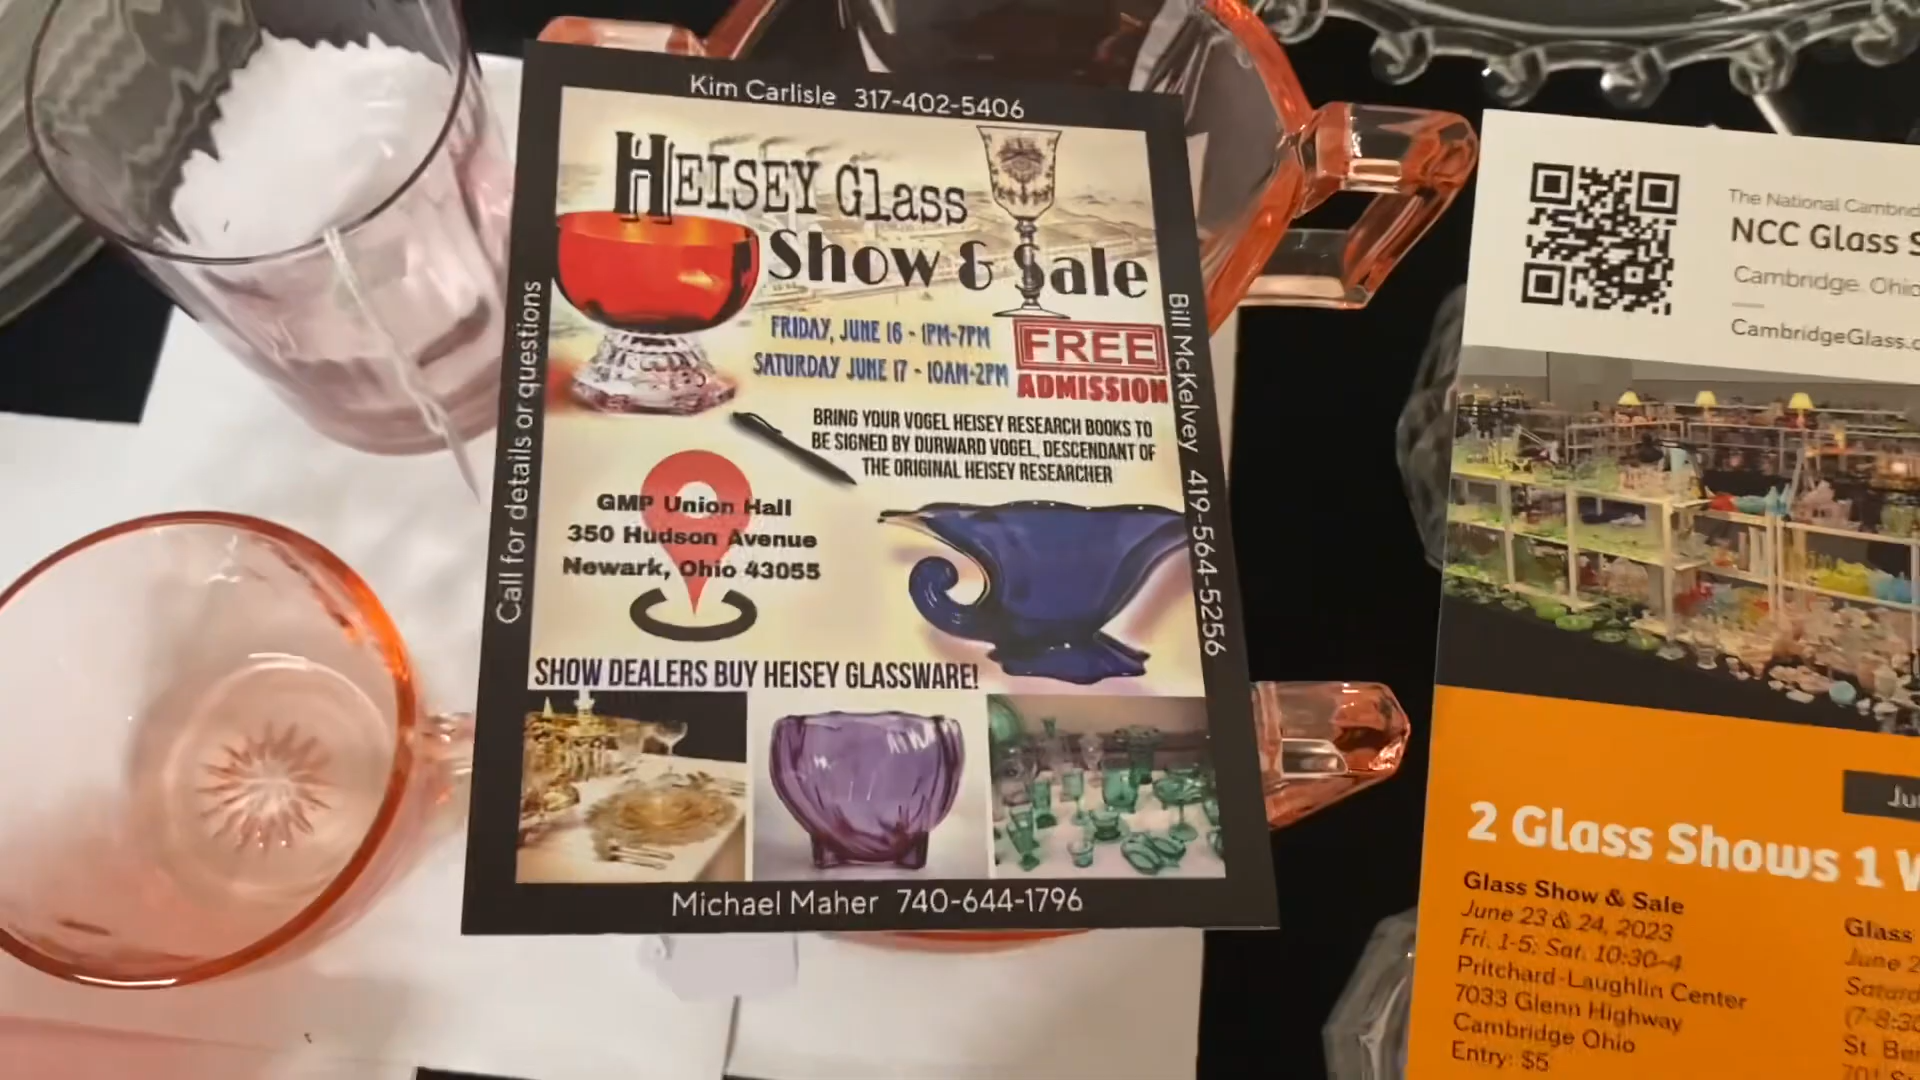 Kim Carlisle 317-402-5406
HEISEY Glass
Show & Sale
FRIDAY, JUNE 16 - 1PM-7PM
SATURDAY JUNE 17 - 10AM-2PM
FREE
ADMISSION
BRING YOUR VOGEL HEISEY RESEARCH BOOKS TO
BE SIGNED BY DURWARD VOGEL, DESCENDANT OF
THE ORIGINAL HEISEY RESEARCHER
GMP Union Hall
350 Hudson Avenue
Newark, Ohio 43055
SHOW DEALERS BUY HEISEY GLASSWARE!
Call for details or questions
Bill McKelvey 419-564-5256
Michael Maher 740-644-1796
The National
NCC Glass
Cambridge, Ohio
2 Glass Shows 1
Glass Show & Sale
June 23 & 24, 2023
Fri. 1-5; Sat. 10:30-4
Pritchard-Laughlin Center
7033 Glenn Highway
Cambridge Ohio
Entry: $5
Glass
June
St.